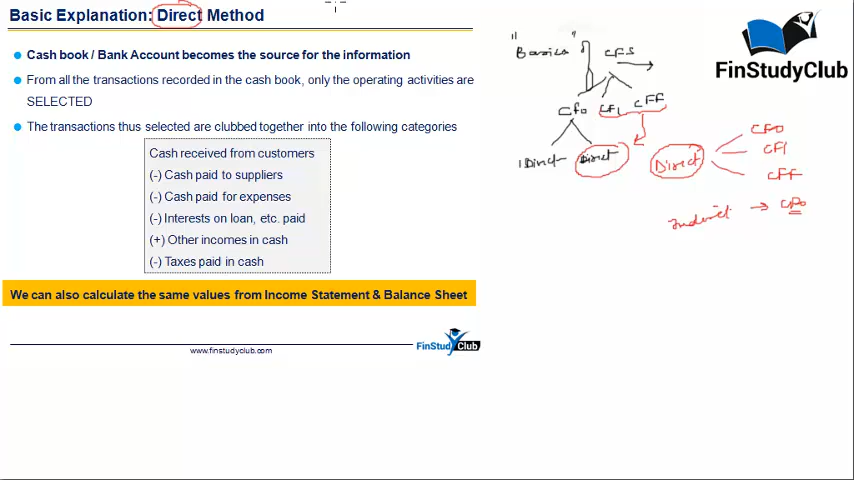 Basic Explanation: Direct Method
Cash book / Bank Account becomes the source for the information
From all the transactions recorded in the cash book, only the operating activities are
SELECTED
The transactions thus selected are clubbed together into the following categories
Cash received from customers
(-) Cash paid to suppliers
(-) Cash paid for expenses
(-) Interests on loan, etc. paid
(+) Other incomes in cash
(-) Taxes paid in cash
We can also calculate the same values from Income Statement & Balance Sheet
www.finstudyclub.com
FinStudyClub
FinStudyClub
"Basics" of CFS
CFO CFI CFF
Direct
Direct
CFO
CFI
CFF
Indirect → CFO